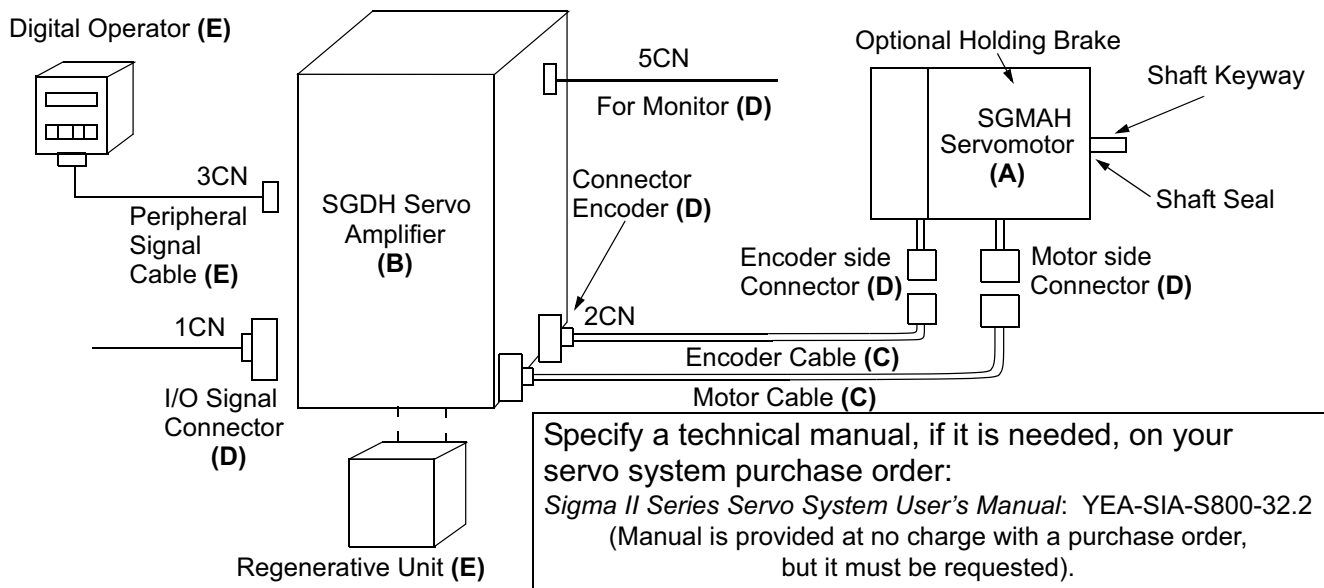 Digital Operator (E)
5CN
For Monitor (D)
Optional Holding Brake
Shaft Keyway
SGMAH
Servomotor
(A)
Shaft Seal
3CN
Peripheral
Signal
Cable (E)
SGDH Servo
Amplifier
(B)
Connector
Encoder (D)
Encoder side
Connector (D)
Motor side
Connector (D)
1CN
I/O Signal
Connector
(D)
2CN
Encoder Cable (C)
Motor Cable (C)
Regenerative Unit (E)
Specify a technical manual, if it is needed, on your
servo system purchase order:
Sigma II Series Servo System User's Manual: YEA-SIA-S800-32.2
(Manual is provided at no charge with a purchase order,
but it must be requested).